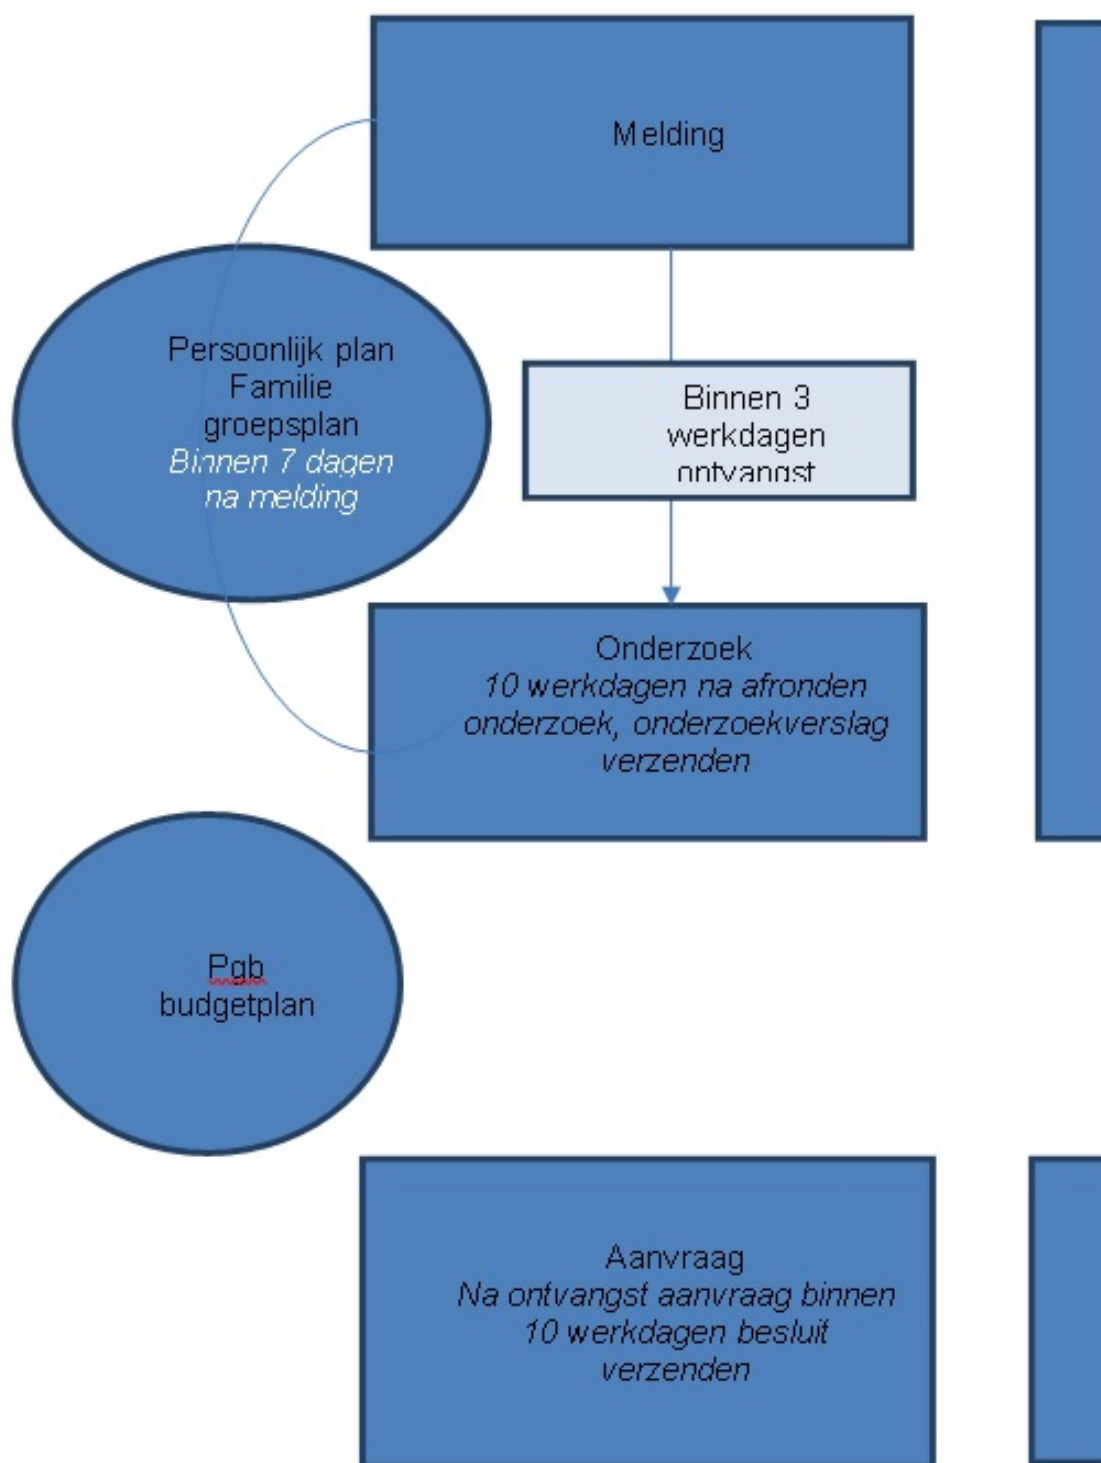 Melding
Persoonlijk plan
Familie
groepsplan
Binnen 7 dagen
na melding
Binnen 3
werkdagen
ontvangst
Onderzoek
10 werkdagen na afronden
onderzoek, onderzoekverslag
verzenden
Pgb
budgetplan
Aanvraag
Na ontvangst aanvraag binnen
10 werkdagen besluit
verzenden